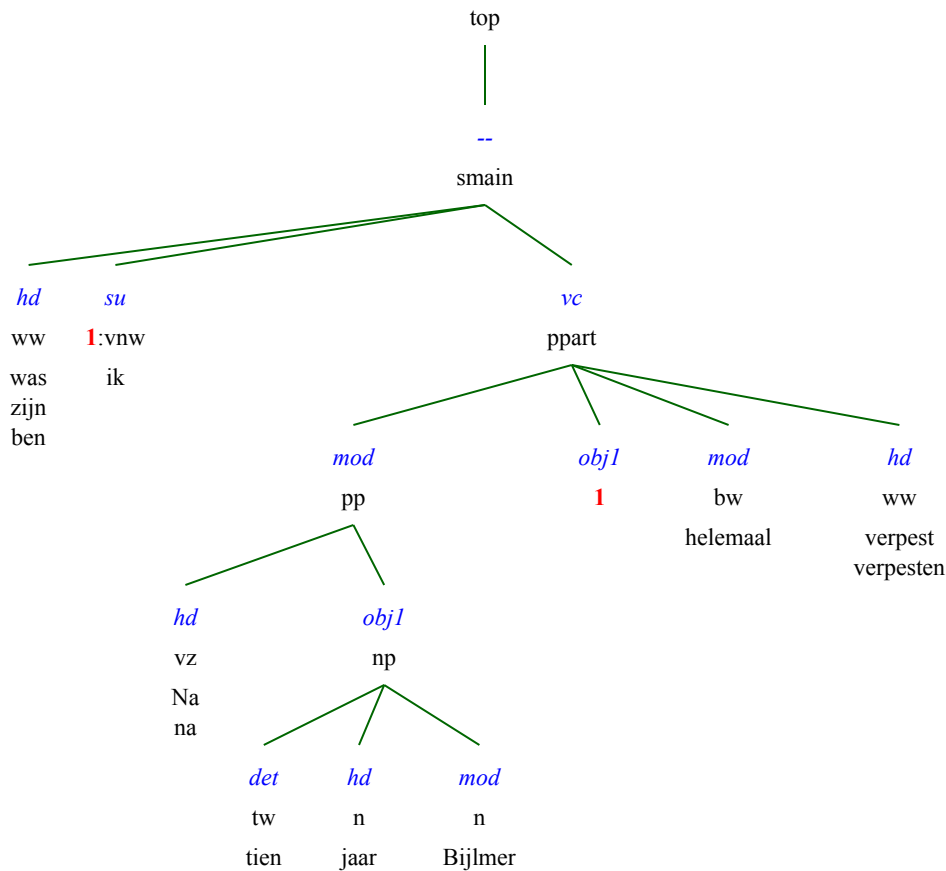 top
--
smain
hd su vc
ww 1:vnw ppart
was ik
zijn
ben
mod obj1 mod hd
pp 1 bw ww
helemaal verpest
verpesten
hd obj1
vz np
Na
na
det hd mod
tw n n
tien jaar Bijlmer